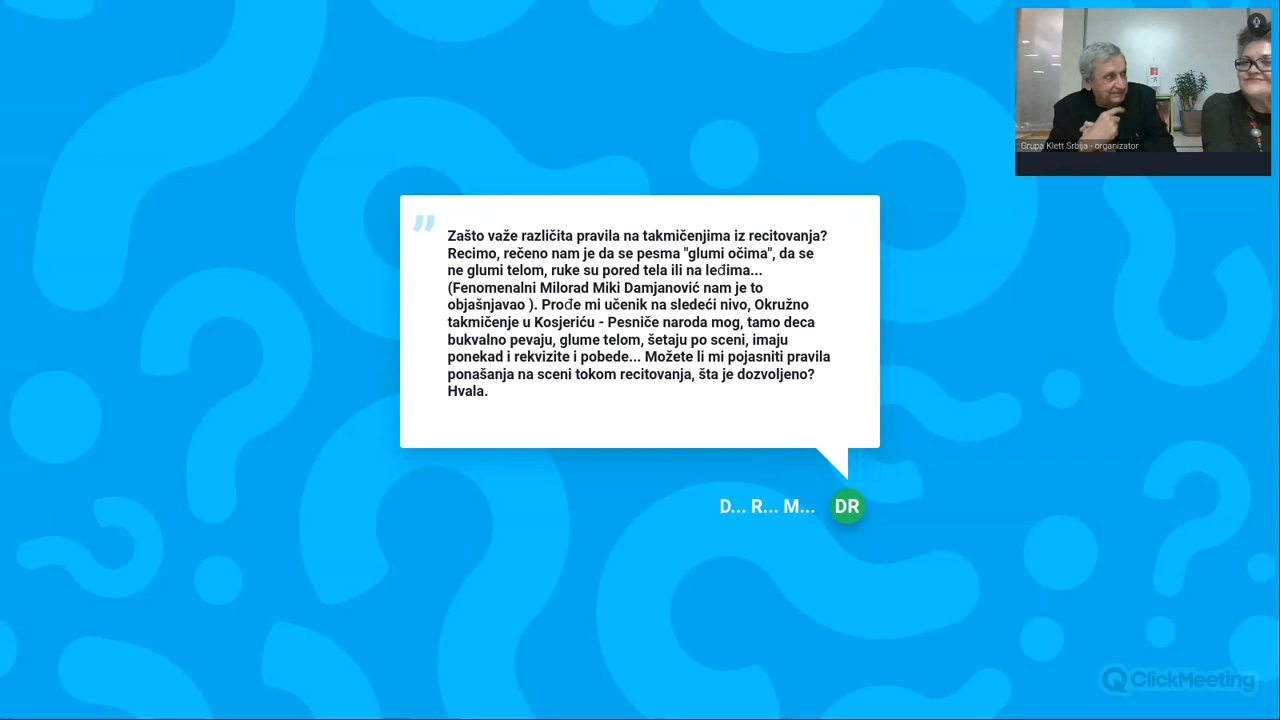 Grupa Klett Srbija - organizator
Zašto važe različita pravila na takmičenjima iz recitovanja?
Recimo, rečeno nam je da se pesma "glumi očima", da se
ne glumi telom, ruke su pored tela ili na leđima...
(Fenomenalni Milorad Miki Damjanović nam je to
objašnjavao ). Prođe mi učenik na sledeći nivo, Okružno
takmičenje u Kosjeriću - Pesniče naroda mog, tamo deca
bukvalno pevaju, glume telom, šetaju po sceni, imaju
ponekad i rekvizite i pobede... Možete li mi pojasniti pravila
ponašanja na sceni tokom recitovanja, šta je dozvoljeno?
Hvala.
D... R... M...
DR
ClickMeeting